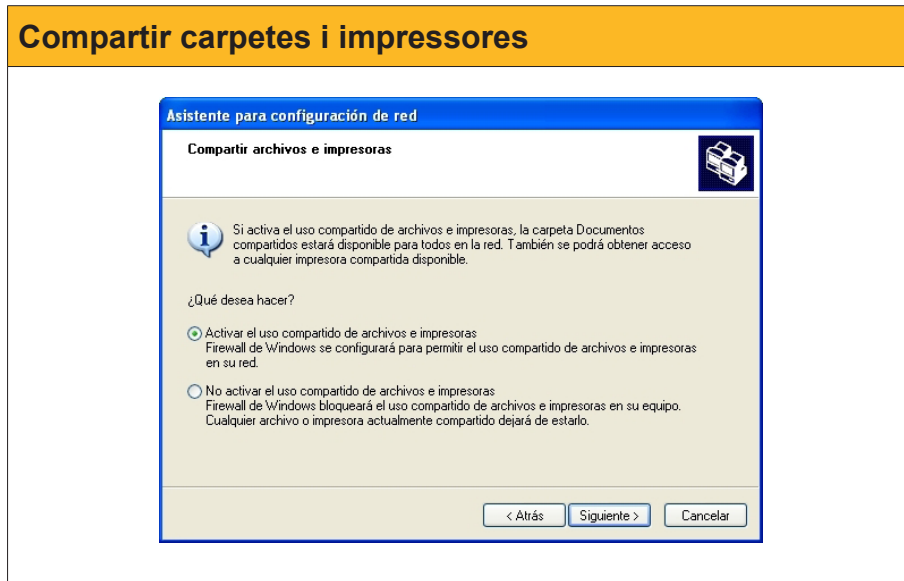 Compartir carpetes i impressores
Asistente para configuración de red
Compartir archivos e impresoras
Si activa el uso compartido de archivos e impresoras, la carpeta Documentos
compartidos estará disponible para todos en la red. También se podrá obtener acceso
a cualquier impresora compartida disponible.
¿Qué desea hacer?
Activar el uso compartido de archivos e impresoras
Firewall de Windows se configurará para permitir el uso compartido de archivos e impresoras
en su red.
No activar el uso compartido de archivos e impresoras
Firewall de Windows bloqueará el uso compartido de archivos e impresoras en su equipo.
Cualquier archivo o impresora actualmente compartido dejará de estarlo.
< Atrás Siguiente > Cancelar